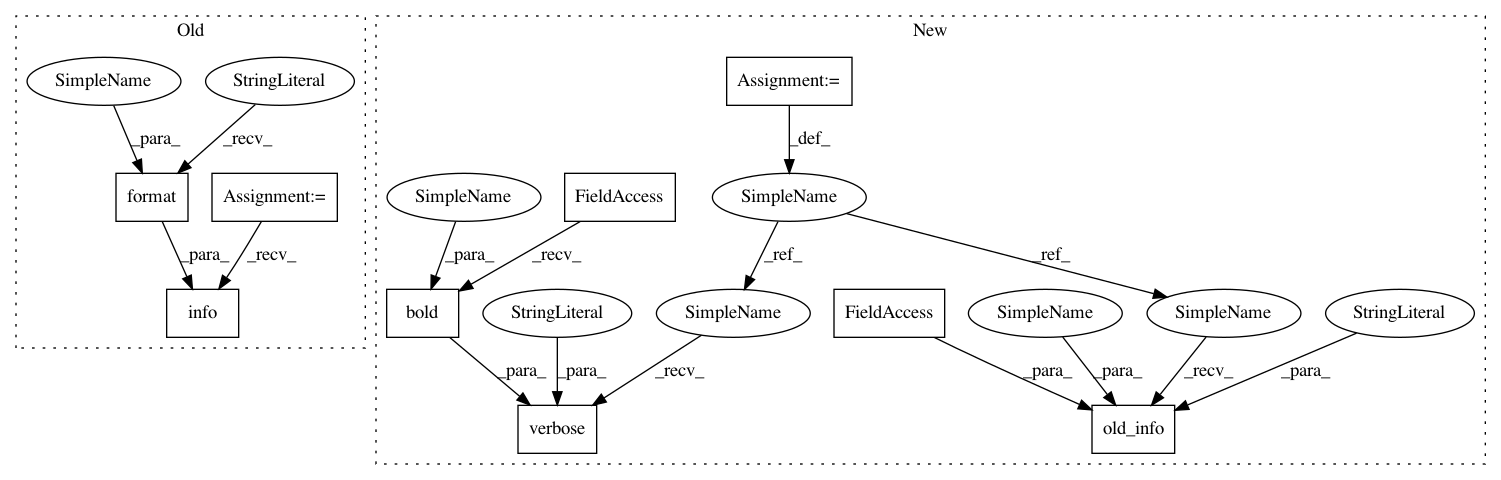 Old
New
SimpleName
StringLiteral
Assignment:=
_para_
_recv_
_def_
format
Assignment:=
SimpleName
FieldAccess
SimpleName
_para_
_recv_
_para_
_recv_
_ref_
_ref_
info
bold
StringLiteral
SimpleName
FieldAccess
SimpleName
SimpleName
StringLiteral
_para_
_para_
_recv_
_para_
_para_
_recv_
_para_
verbose
old_info